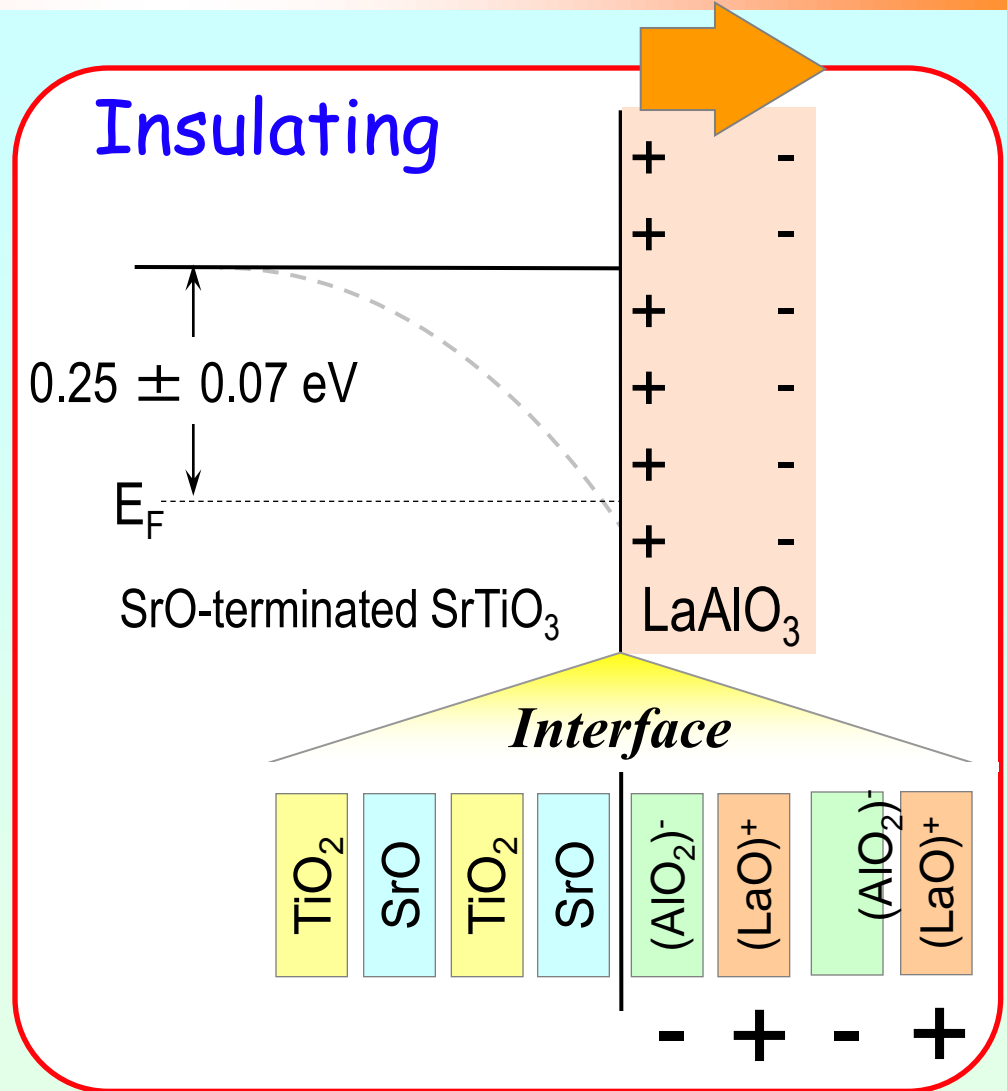 Insulating
+ -
+ -
+ -
+ -
+ -
+ -
0.25 ± 0.07 eV
E_F
SrO-terminated SrTiO₃
LaAlO₃
Interface
TiO₂
SrO
TiO₂
SrO
(AlO₂)⁻
(LaO)⁺
(AlO₂)⁻
(LaO)⁺
- + - +